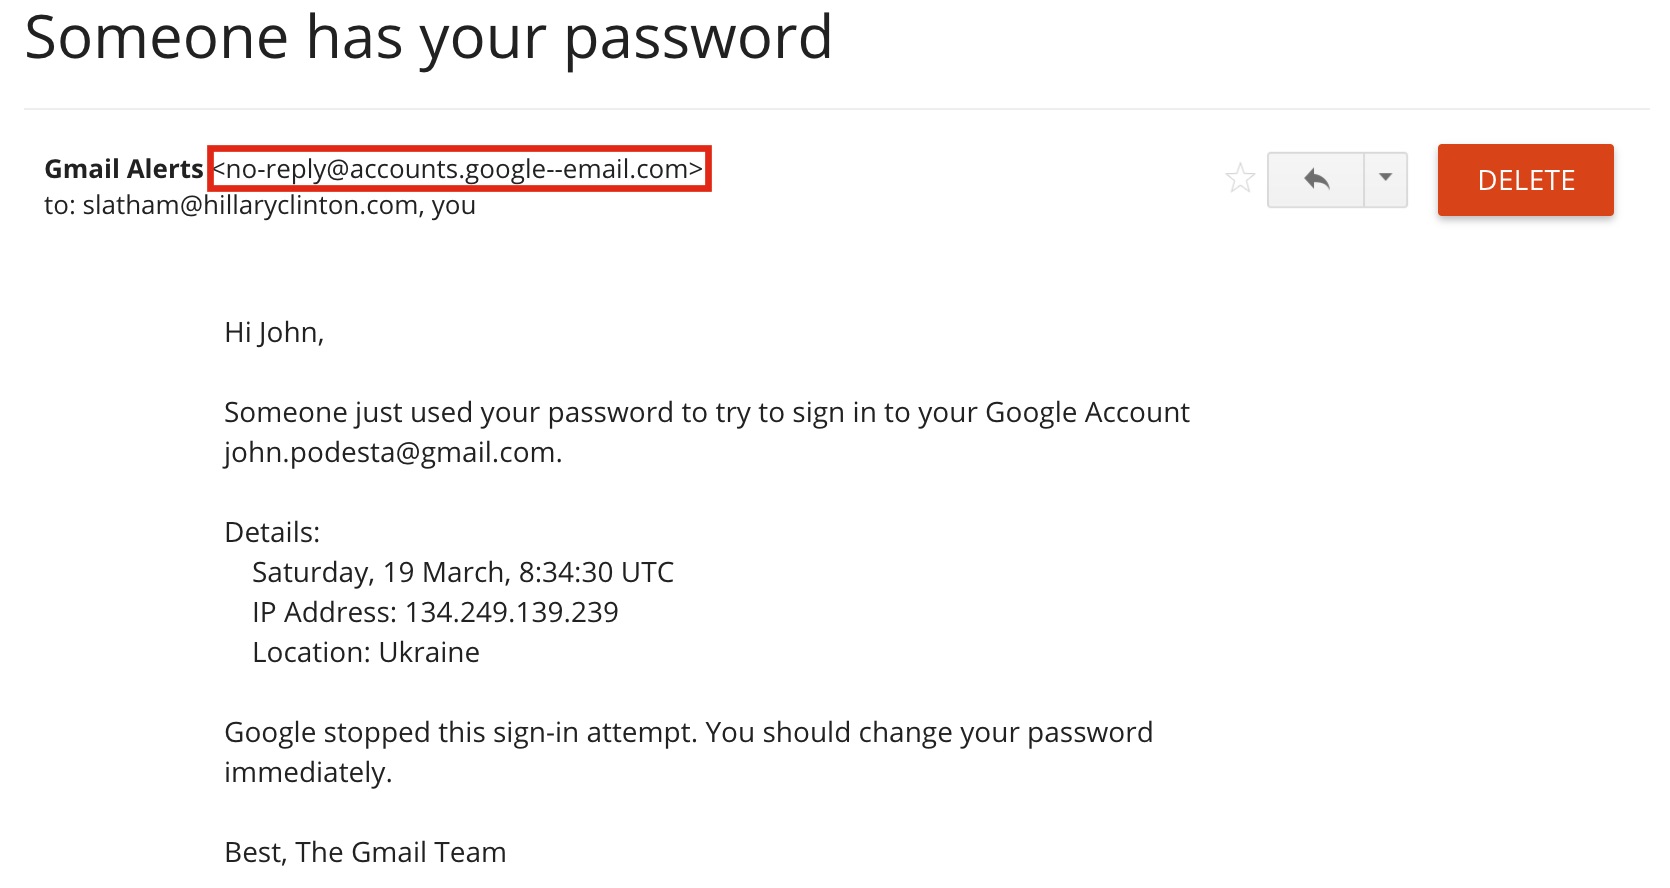 Someone has your password
Gmail Alerts <no-reply@accounts.google--email.com>
to: slatham@hillaryclinton.com, you
DELETE
Hi John,
Someone just used your password to try to sign in to your Google Account
john.podesta@gmail.com.
Details:
Saturday, 19 March, 8:34:30 UTC
IP Address: 134.249.139.239
Location: Ukraine
Google stopped this sign-in attempt. You should change your password
immediately.
Best, The Gmail Team